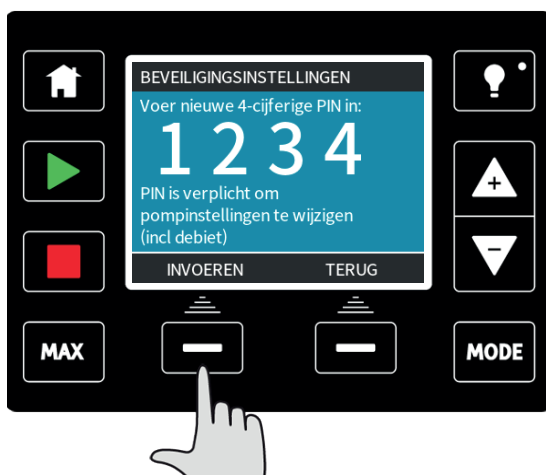 BEVEILIGINGSINSTELLINGEN
Voer nieuwe 4-cijferige PIN in:
1 2 3 4
PIN is verplicht om
pompinstellingen te wijzigen
(incl debiet)
INVOEREN TERUG
MAX MODE